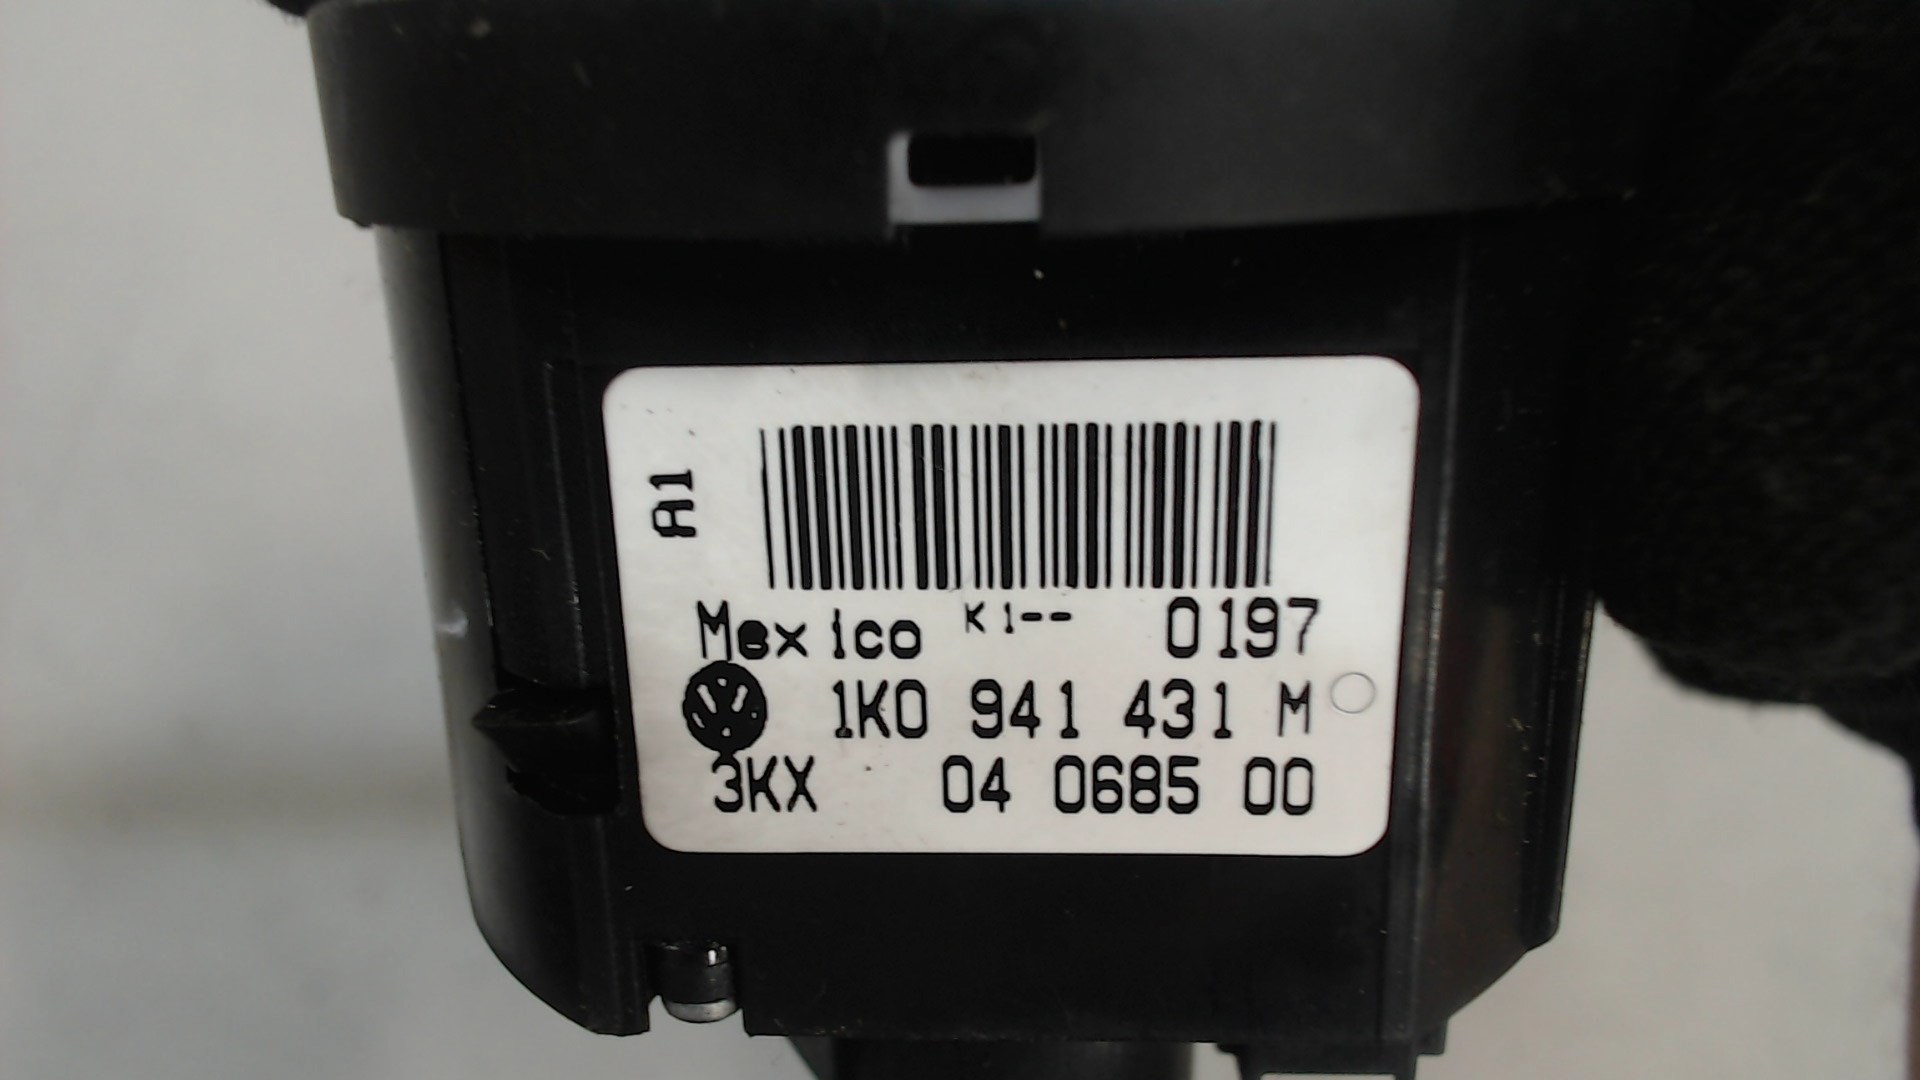 A1
Mexico K1-- 0197
1K0 941 431 M
3KX 04 0685 00